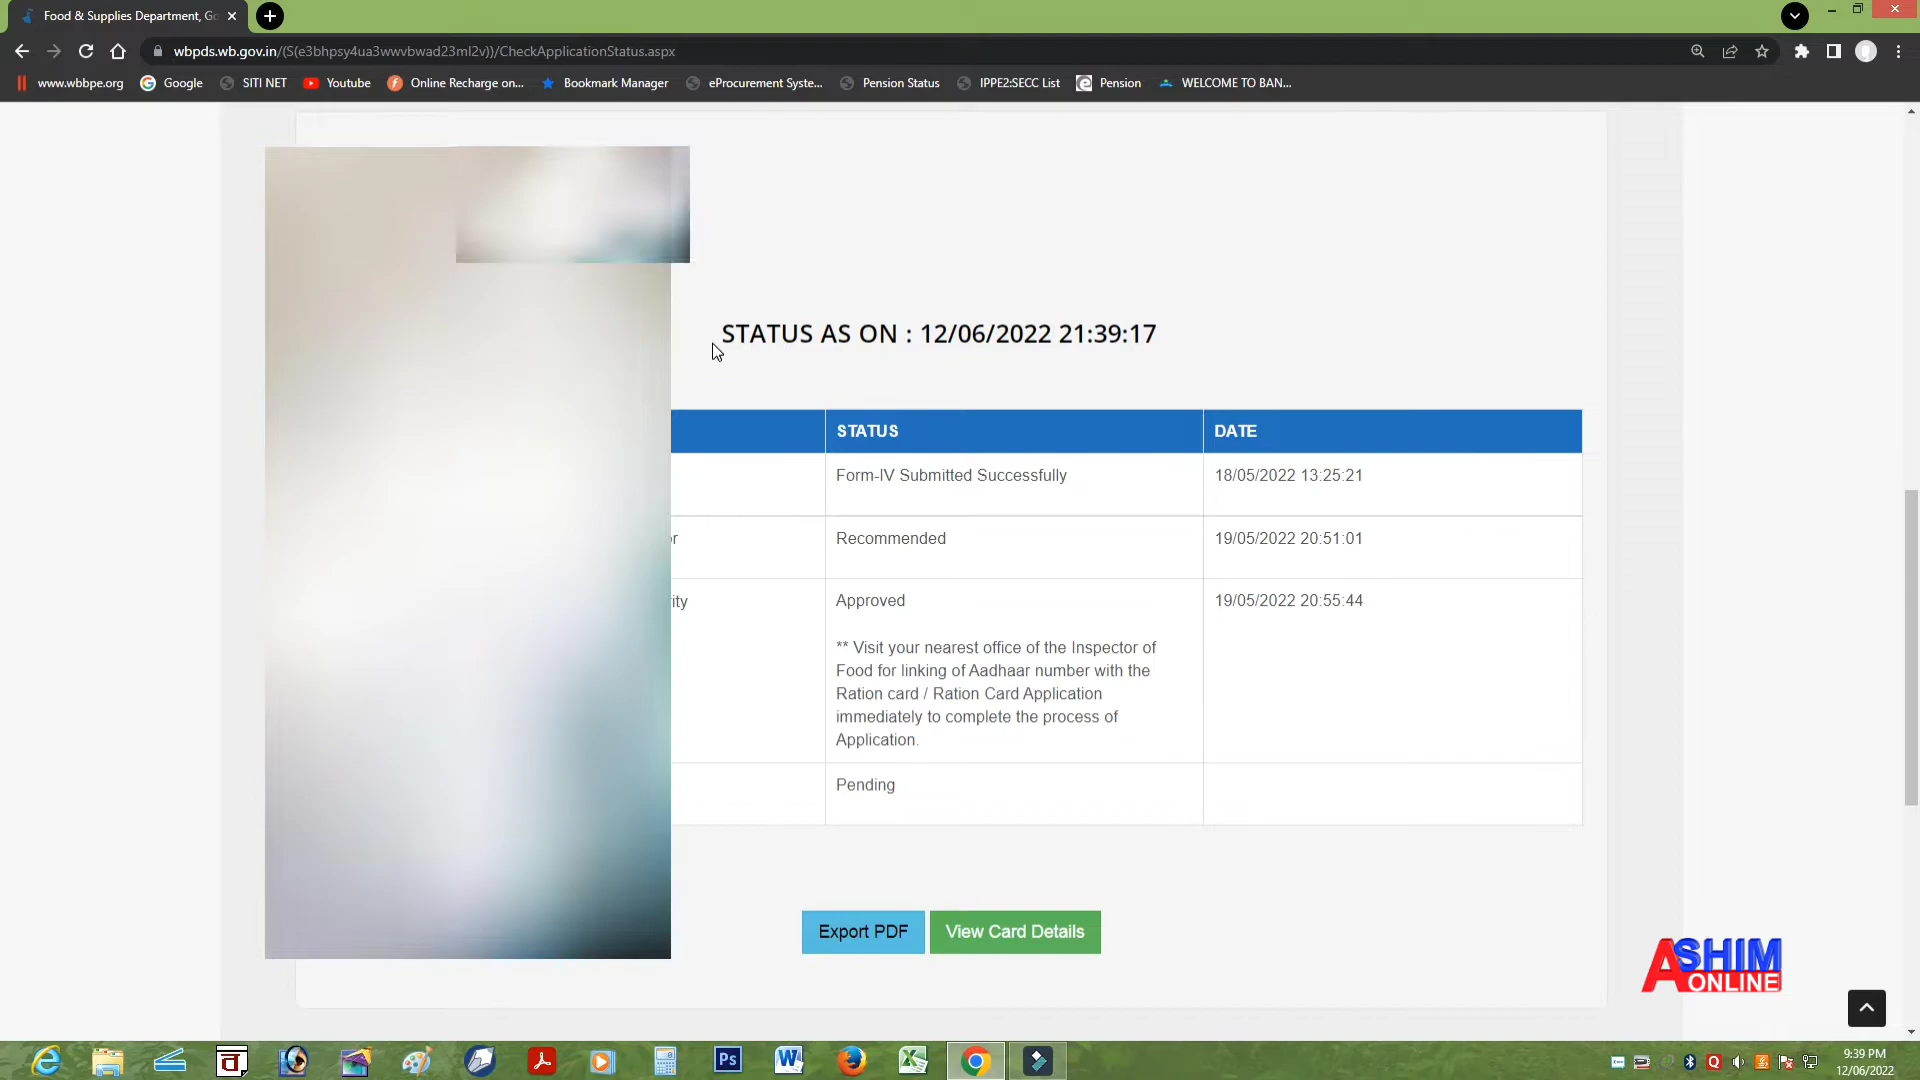 Food & Supplies Department, Go
wbpds.wb.gov.in/(S(e3bhpsy4ua3wwvbwad23ml2v))/CheckApplicationStatus.aspx
www.wbbpe.org Google SITI NET Youtube Online Recharge on... Bookmark Manager eProcurement Syste... Pension Status IPPE2:SECC List Pension WELCOME TO BAN...
STATUS AS ON : 12/06/2022 21:39:17
STATUS DATE
Form-IV Submitted Successfully 18/05/2022 13:25:21
Recommended 19/05/2022 20:51:01
Approved 19/05/2022 20:55:44
** Visit your nearest office of the Inspector of
Food for linking of Aadhaar number with the
Ration card / Ration Card Application
immediately to complete the process of
Application.
Pending
Export PDF View Card Details
ASHIM
ONLINE
9:39 PM
12/06/2022